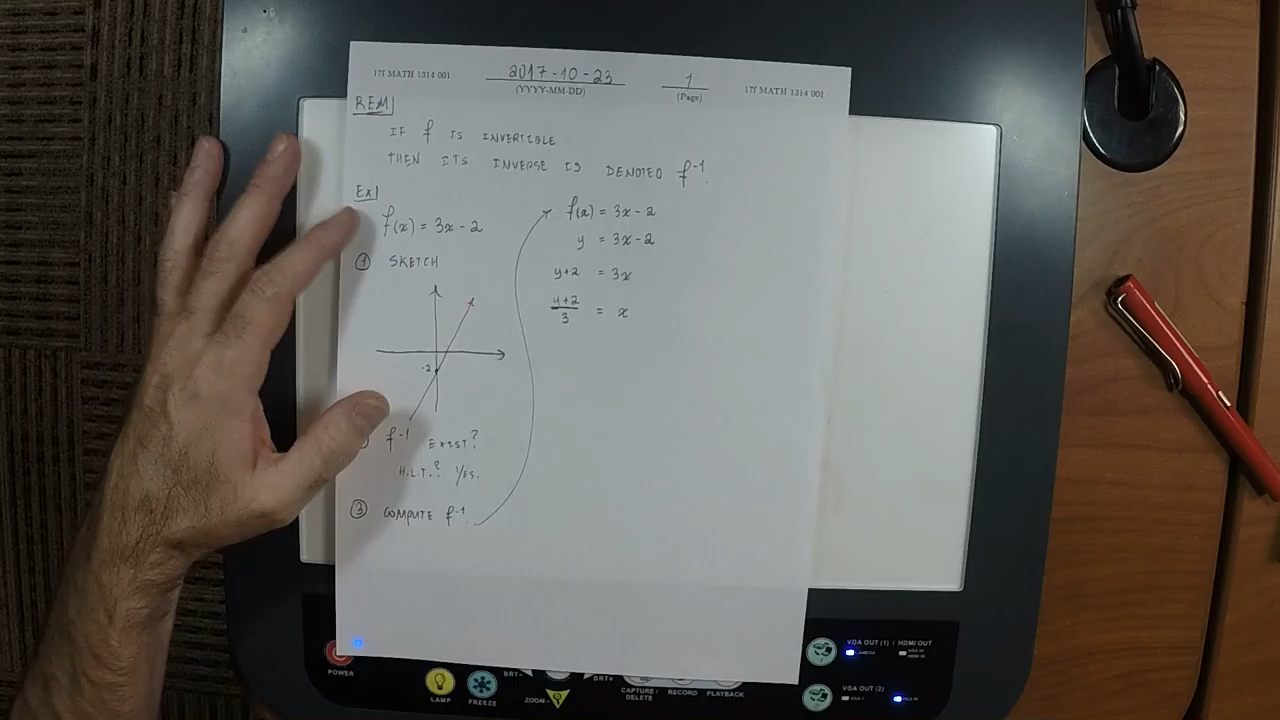 17f MATH 1314 001
2017-10-23
(YYYY-MM-DD)
1
(Page)
17f MATH 1314 001
REM
IF f IS INVERTIBLE
THEN ITS INVERSE IS DENOTED f⁻¹.
Ex
f(x) = 3x - 2
① SKETCH
-2
f⁻¹ EXIST?
H.L.T.? YES.
③ COMPUTE f⁻¹.
f(x) = 3x - 2
y = 3x - 2
y+2 = 3x
y+2/3 = x
POWER
LAMP
FREEZE
BRT-
BRT+
ZOOM-
CAPTURE /
DELETE
RECORD
PLAYBACK
VGA OUT (1) / HDMI OUT
VGA OUT (2)